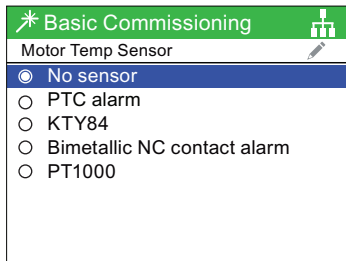 Basic Commissioning
Motor Temp Sensor
No sensor
PTC alarm
KTY84
Bimetallic NC contact alarm
PT1000